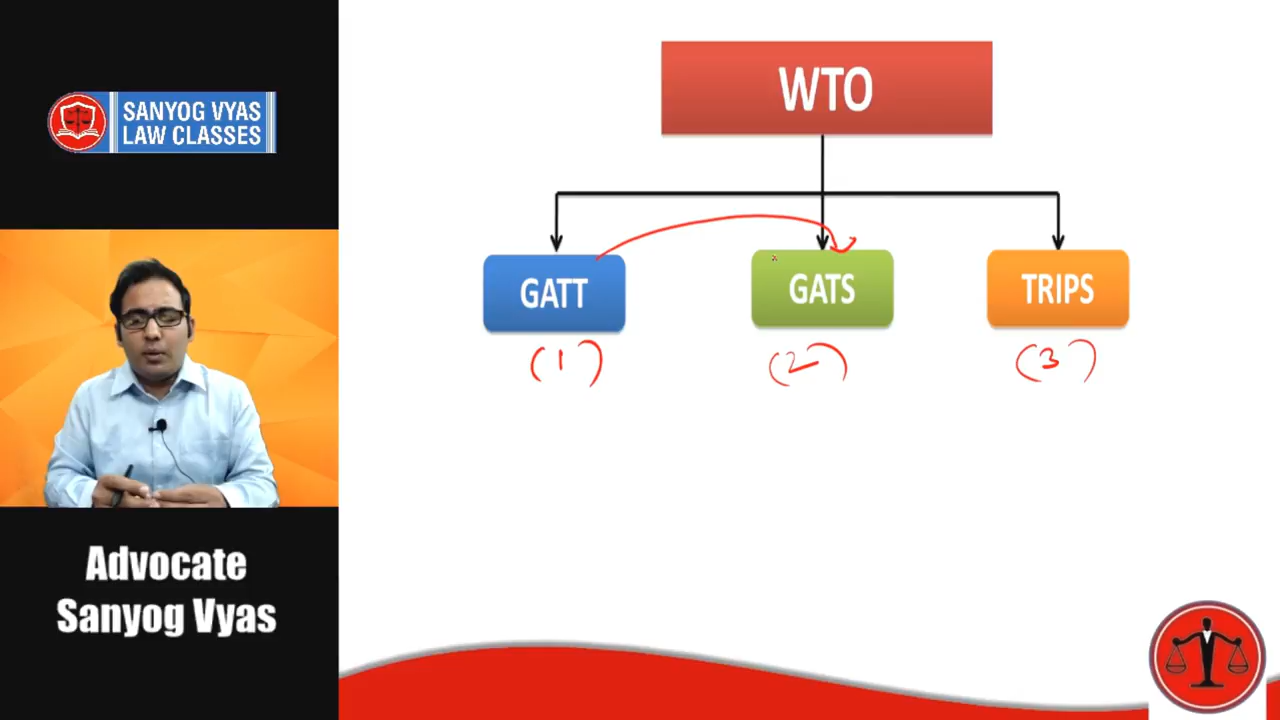 SANYOG VYAS
LAW CLASSES
WTO
GATT
GATS
TRIPS
(1)
(2)
(3)
Advocate
Sanyog Vyas